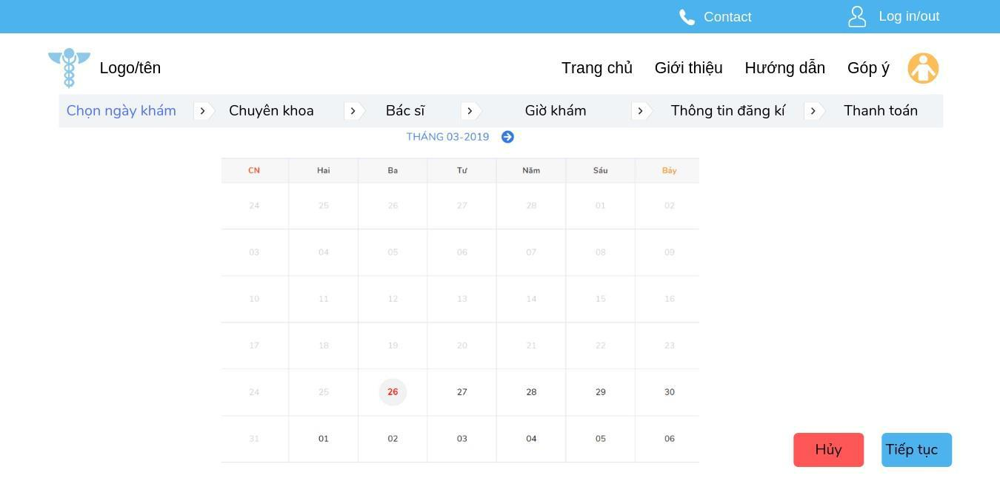 Contact Log in/out
Logo/tên Trang chủ Giới thiệu Hướng dẫn Góp ý
Chọn ngày khám Chuyên khoa Bác sĩ Giờ khám Thông tin đăng kí Thanh toán
THÁNG 03-2019
CN Hai Ba Tư Năm Sáu Bảy
24 25 26 27 28 01 02
03 04 05 06 07 08 09
10 11 12 13 14 15 16
17 18 19 20 21 22 23
24 25 26 27 28 29 30
31 01 02 03 04 05 06
Hủy Tiếp tục